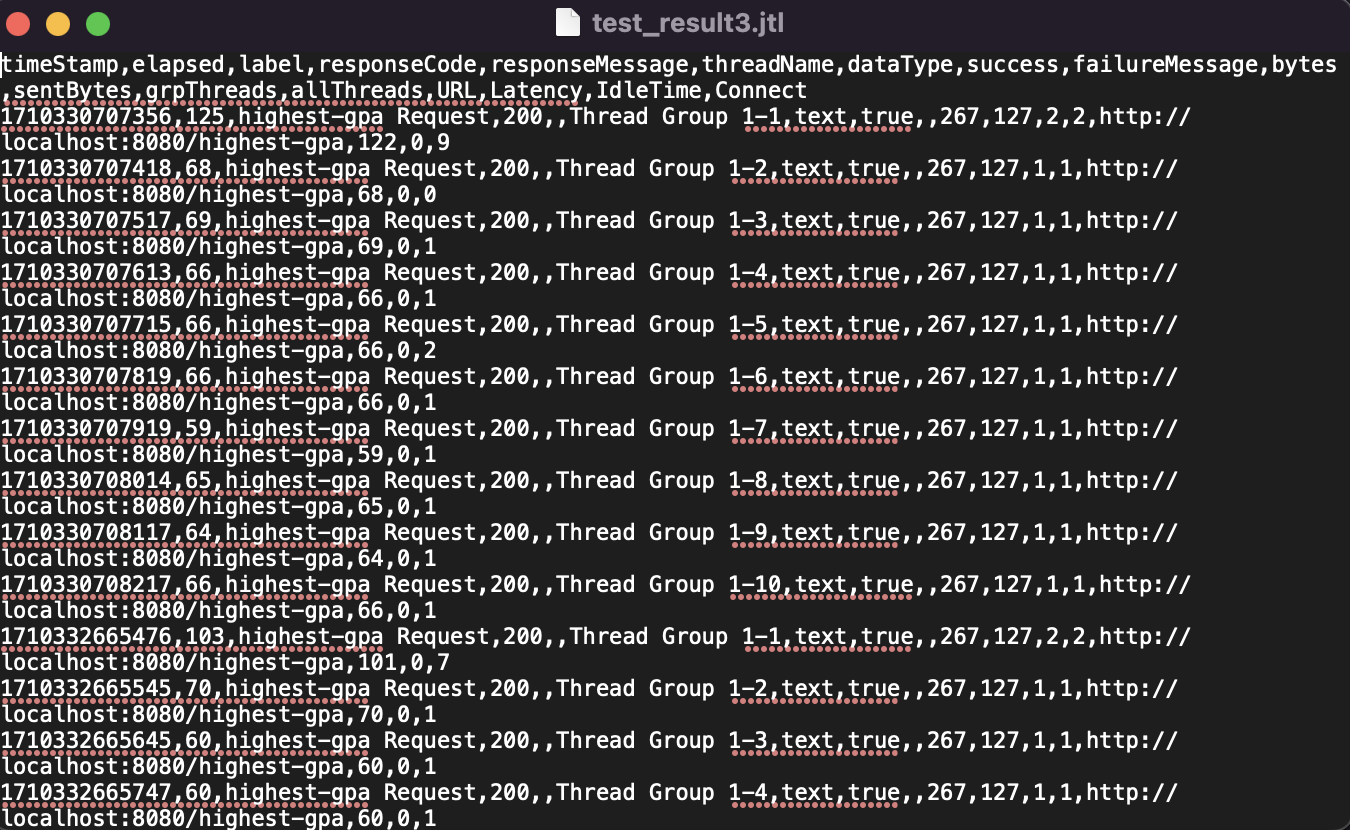 test_result3.jtl
timeStamp,elapsed,label,responseCode,responseMessage,threadName,dataType,success,failureMessage,bytes
,sentBytes,grpThreads,allThreads,URL,Latency,IdleTime,Connect
1710330707356,125,highest-gpa Request,200,,Thread Group 1-1,text,true,,267,127,2,2,http://
localhost:8080/highest-gpa,122,0,9
1710330707418,68,highest-gpa Request,200,,Thread Group 1-2,text,true,,267,127,1,1,http://
localhost:8080/highest-gpa,68,0,0
1710330707517,69,highest-gpa Request,200,,Thread Group 1-3,text,true,,267,127,1,1,http://
localhost:8080/highest-gpa,69,0,1
1710330707613,66,highest-gpa Request,200,,Thread Group 1-4,text,true,,267,127,1,1,http://
localhost:8080/highest-gpa,66,0,1
1710330707715,66,highest-gpa Request,200,,Thread Group 1-5,text,true,,267,127,1,1,http://
localhost:8080/highest-gpa,66,0,2
1710330707819,66,highest-gpa Request,200,,Thread Group 1-6,text,true,,267,127,1,1,http://
localhost:8080/highest-gpa,66,0,1
1710330707919,59,highest-gpa Request,200,,Thread Group 1-7,text,true,,267,127,1,1,http://
localhost:8080/highest-gpa,59,0,1
1710330708014,65,highest-gpa Request,200,,Thread Group 1-8,text,true,,267,127,1,1,http://
localhost:8080/highest-gpa,65,0,1
1710330708117,64,highest-gpa Request,200,,Thread Group 1-9,text,true,,267,127,1,1,http://
localhost:8080/highest-gpa,64,0,1
1710330708217,66,highest-gpa Request,200,,Thread Group 1-10,text,true,,267,127,1,1,http://
localhost:8080/highest-gpa,66,0,1
1710332665476,103,highest-gpa Request,200,,Thread Group 1-1,text,true,,267,127,2,2,http://
localhost:8080/highest-gpa,101,0,7
1710332665545,70,highest-gpa Request,200,,Thread Group 1-2,text,true,,267,127,1,1,http://
localhost:8080/highest-gpa,70,0,1
1710332665645,60,highest-gpa Request,200,,Thread Group 1-3,text,true,,267,127,1,1,http://
localhost:8080/highest-gpa,60,0,1
1710332665747,60,highest-gpa Request,200,,Thread Group 1-4,text,true,,267,127,1,1,http://
localhost:8080/highest-gpa,60,0,1